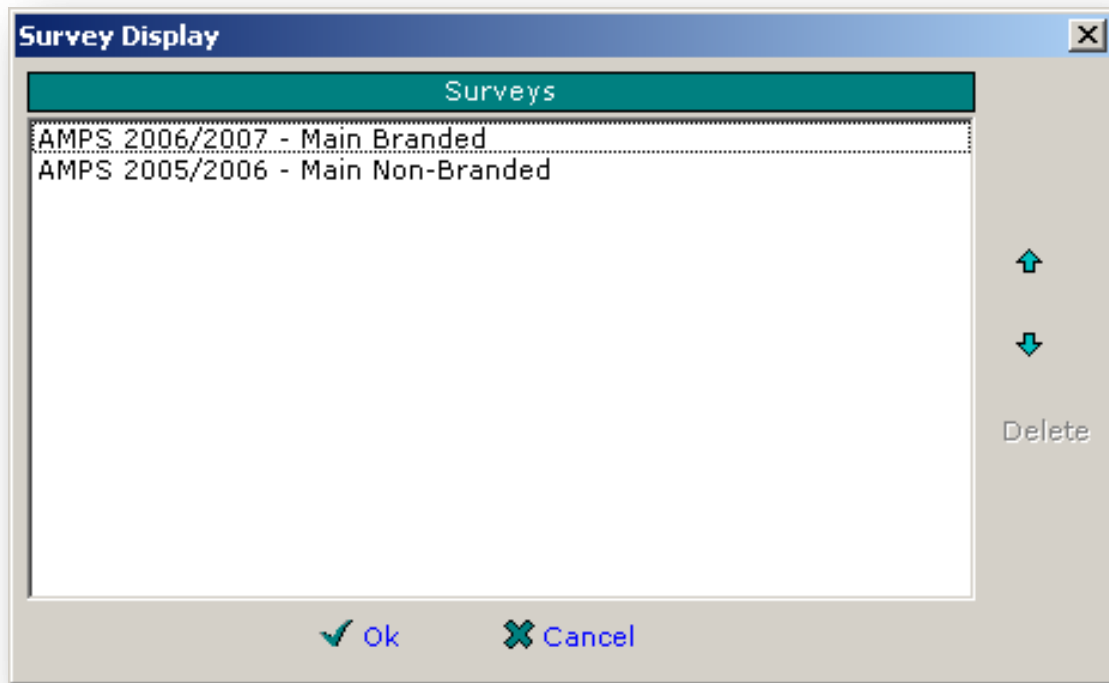 Survey Display
Surveys
AMPS 2006/2007 - Main Branded
AMPS 2005/2006 - Main Non-Branded
Delete
Ok
Cancel